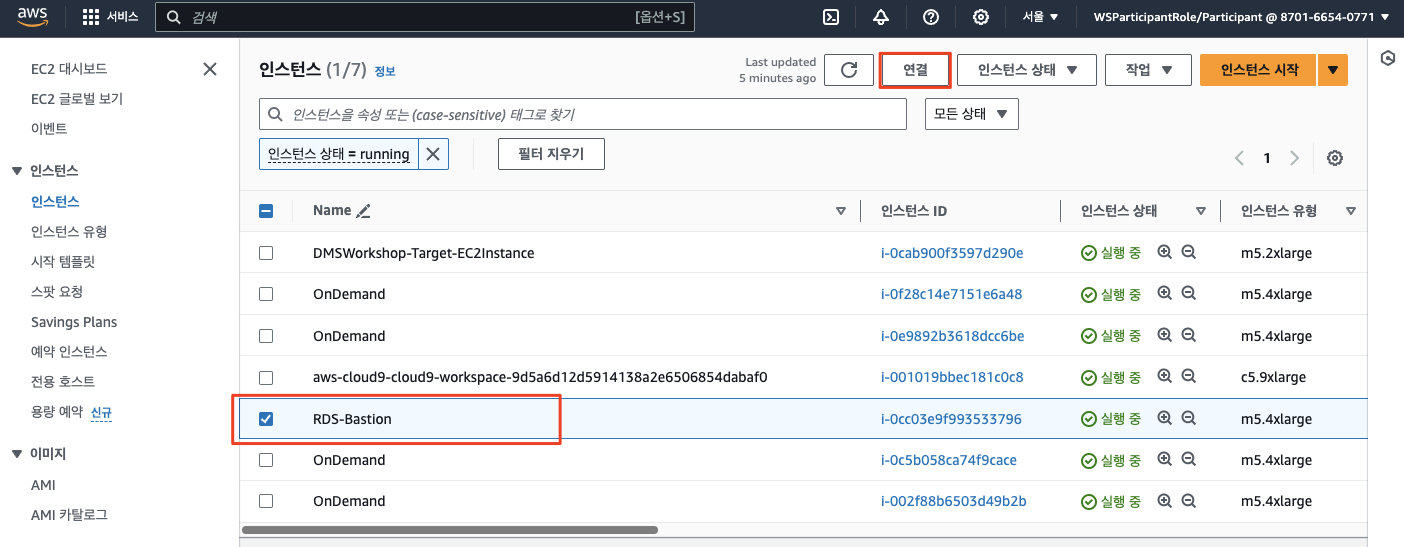 aws
서비스
검색
[옵션+S]
서울
WSParticipantRole/Participant @ 8701-6654-0771
EC2 대시보드
EC2 글로벌 보기
이벤트
인스턴스
인스턴스
인스턴스 유형
시작 템플릿
스팟 요청
Savings Plans
예약 인스턴스
전용 호스트
용량 예약 신규
이미지
AMI
AMI 카탈로그
인스턴스 (1/7) 정보
Last updated
5 minutes ago
연결
인스턴스 상태
작업
인스턴스 시작
인스턴스을 속성 또는 (case-sensitive) 태그로 찾기
모든 상태
인스턴스 상태 = running
필터 지우기
1
Name 인스턴스 ID 인스턴스 상태 인스턴스 유형
DMSWorkshop-Target-EC2Instance i-0cab900f3597d290e 실행 중 m5.2xlarge
OnDemand i-0f28c14e7151e6a48 실행 중 m5.4xlarge
OnDemand i-0e9892b3618dcc6be 실행 중 m5.4xlarge
aws-cloud9-cloud9-workspace-9d5a6d12d5914138a2e6506854dabaf0 i-001019bbec181c0c8 실행 중 c5.9xlarge
RDS-Bastion i-0cc03e9f993533796 실행 중 m5.4xlarge
OnDemand i-0c5b058ca74f9cace 실행 중 m5.4xlarge
OnDemand i-002f88b6503d49b2b 실행 중 m5.4xlarge